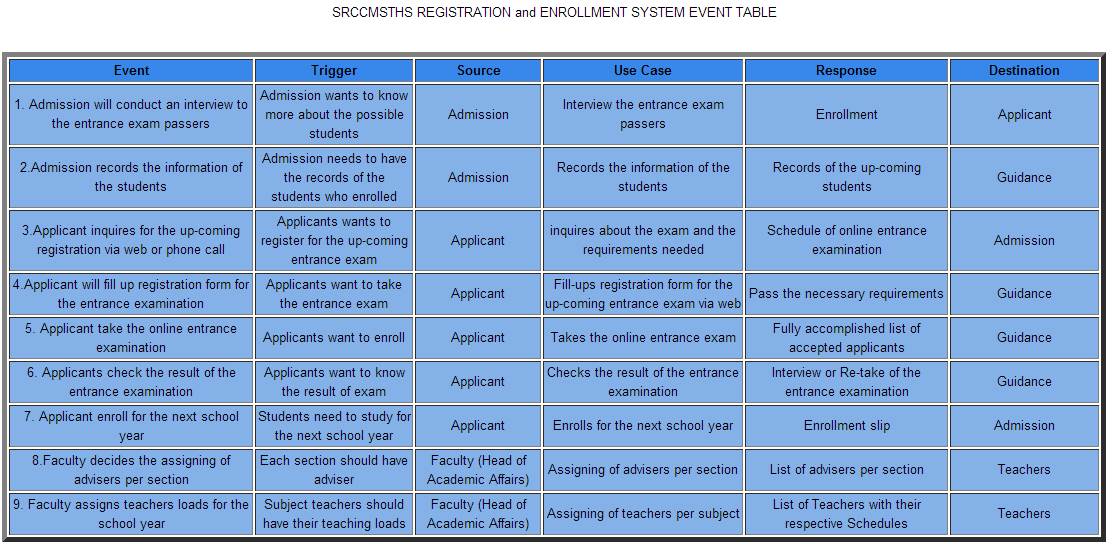 SRCCMSTHS REGISTRATION and ENROLLMENT SYSTEM EVENT TABLE
Event Trigger Source Use Case Response Destination
1. Admission will conduct an interview to
the entrance exam passers
Admission wants to know
more about the possible
students
Admission
Interview the entrance exam
passers
Enrollment
Applicant
2.Admission records the information of
the students
Admission needs to have
the records of the
students who enrolled
Admission
Records the information of the
students
Records of the up-coming
students
Guidance
3.Applicant inquires for the up-coming
registration via web or phone call
Applicants wants to
register for the up-coming
entrance exam
Applicant
inquires about the exam and the
requirements needed
Schedule of online entrance
examination
Admission
4.Applicant will fill up registration form for
the entrance examination
Applicants want to take
the entrance exam
Applicant
Fill-ups registration form for the
up-coming entrance exam via web
Pass the necessary requirements
Guidance
5. Applicant take the online entrance
examination
Applicants want to enroll
Applicant
Takes the online entrance exam
Fully accomplished list of
accepted applicants
Guidance
6. Applicants check the result of the
entrance examination
Applicants want to know
the result of exam
Applicant
Checks the result of the entrance
examination
Interview or Re-take of the
entrance examination
Guidance
7. Applicant enroll for the next school
year
Students need to study for
the next school year
Applicant
Enrolls for the next school year
Enrollment slip
Admission
8.Faculty decides the assigning of
advisers per section
Each section should have
adviser
Faculty (Head of
Academic Affairs)
Assigning of advisers per section
List of advisers per section
Teachers
9. Faculty assigns teachers loads for the
school year
Subject teachers should
have their teaching loads
Faculty (Head of
Academic Affairs)
Assigning of teachers per subject
List of Teachers with their
respective Schedules
Teachers